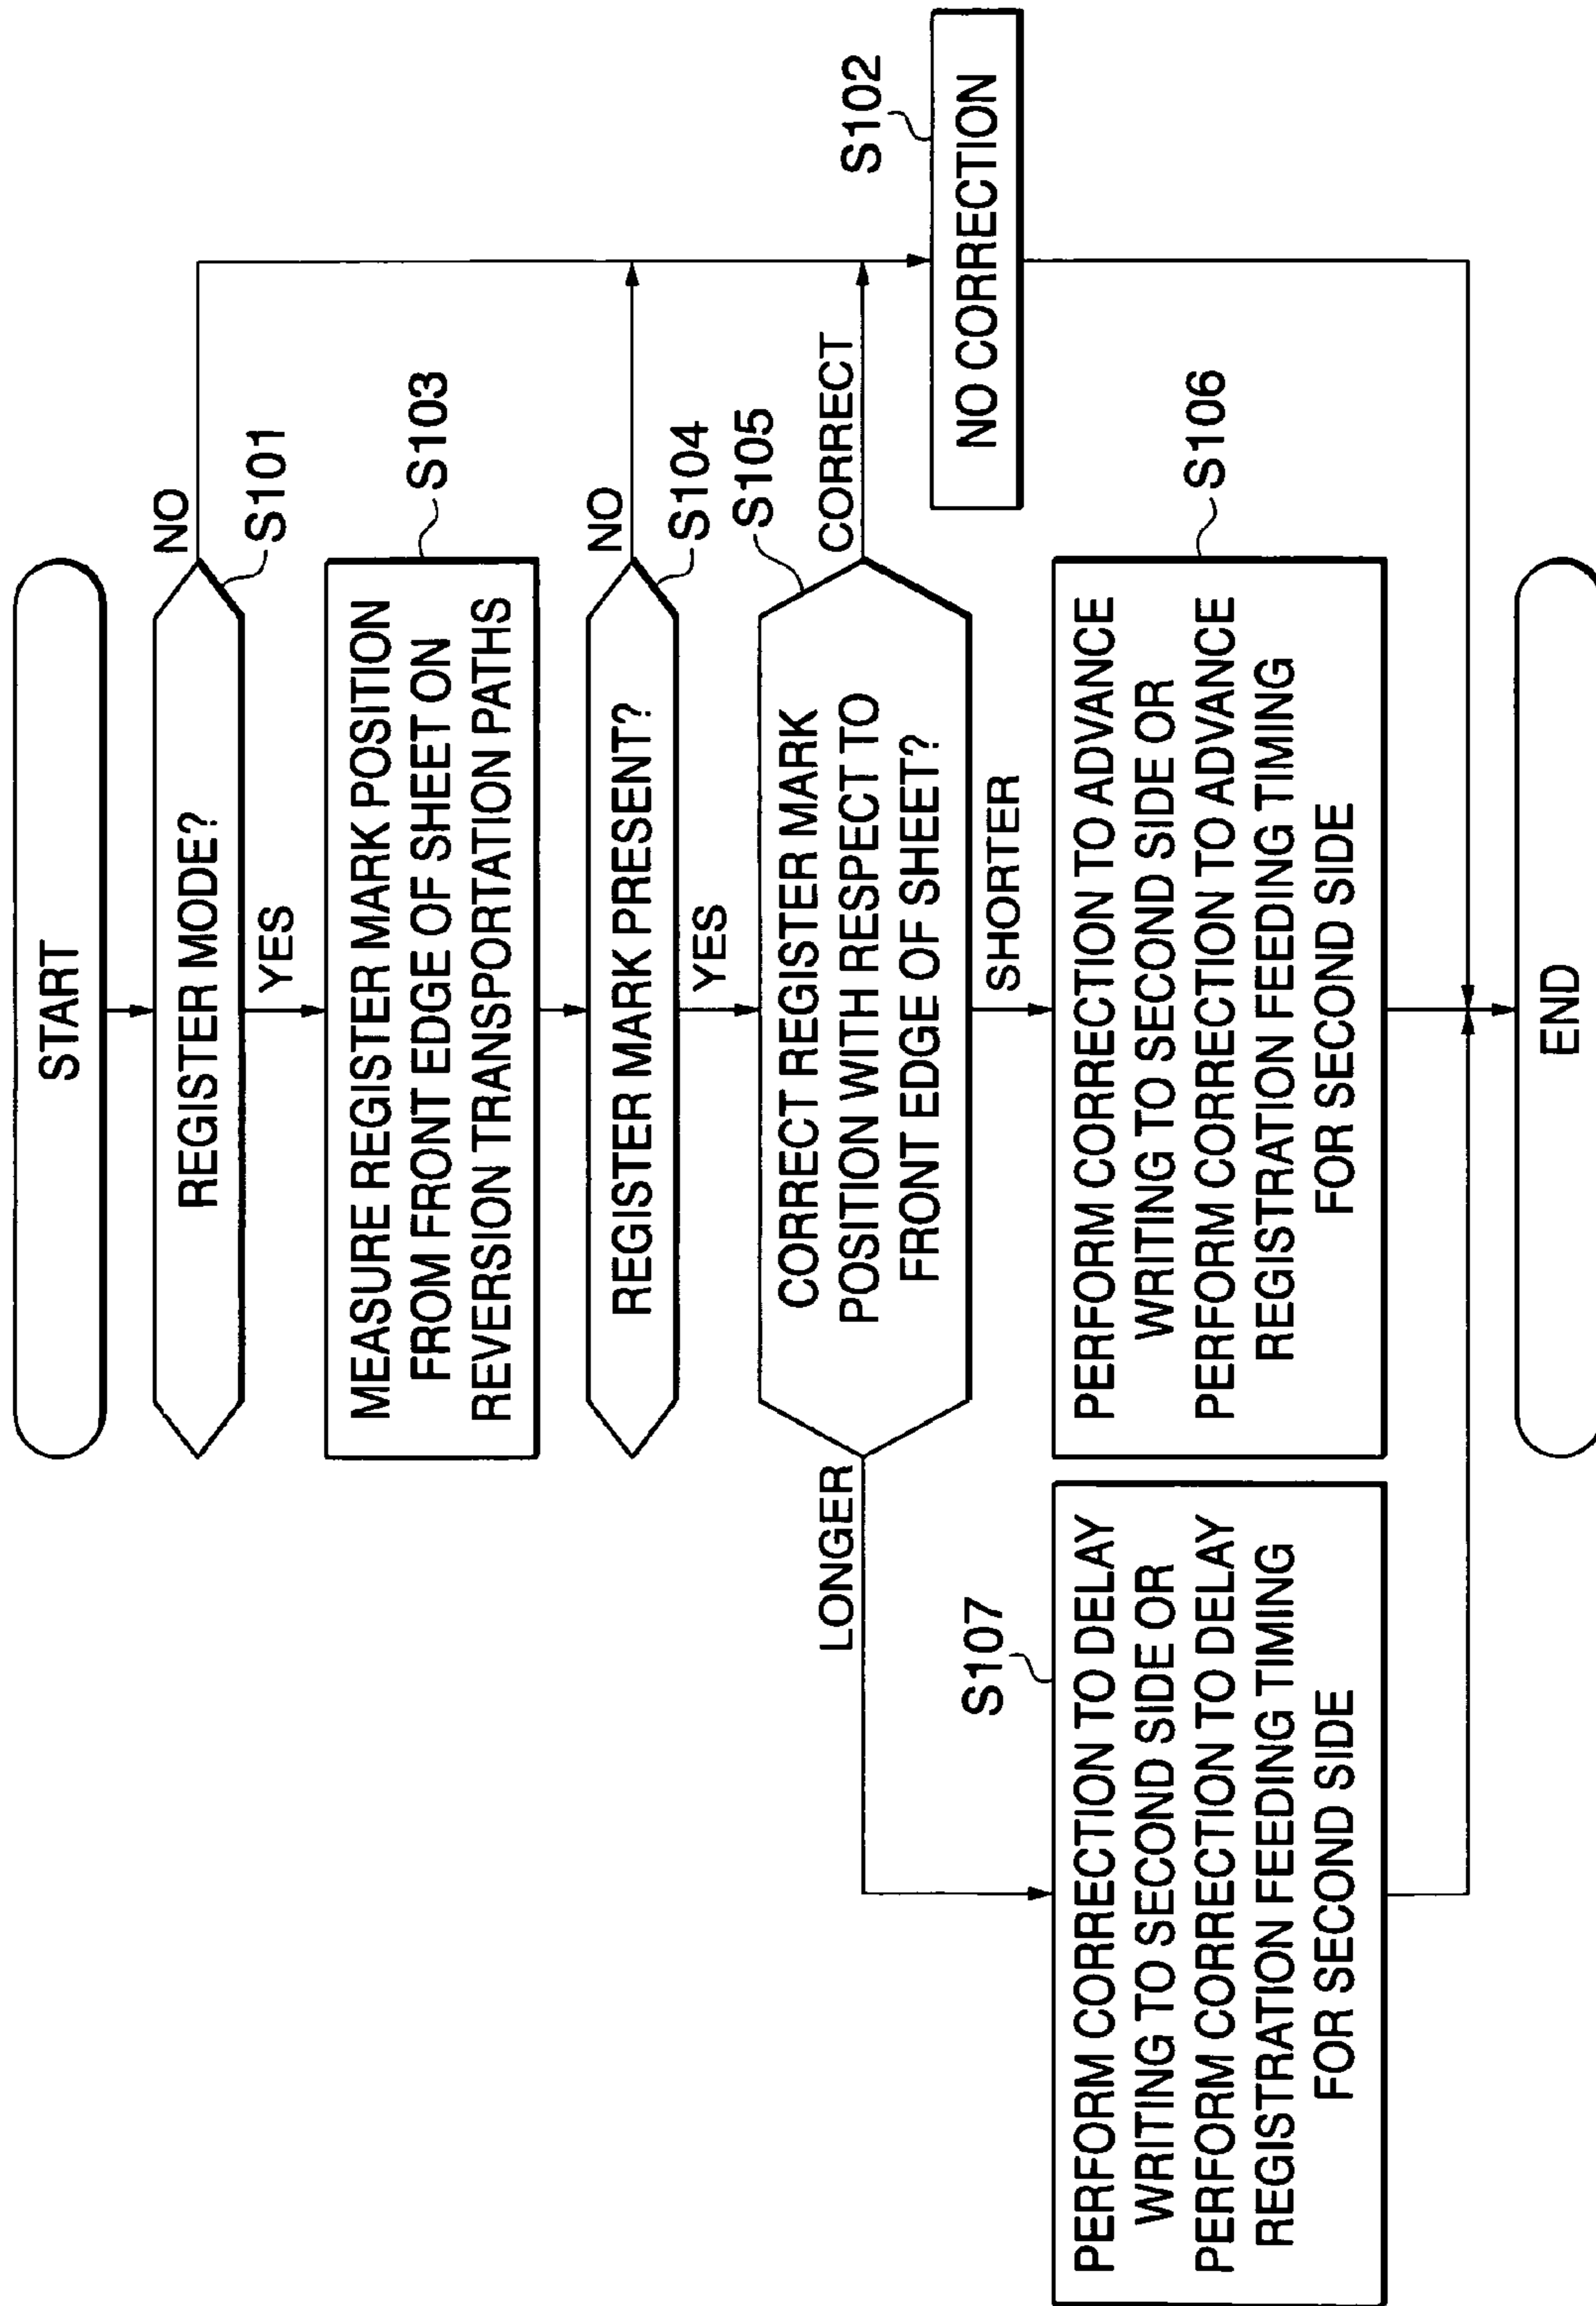 START
REGISTER MODE?
NO
S101
YES
MEASURE REGISTER MARK POSITION
FROM FRONT EDGE OF SHEET ON
REVERSION TRANSPORTATION PATHS
S103
REGISTER MARK PRESENT?
NO
S104
YES
CORRECT REGISTER MARK
POSITION WITH RESPECT TO
FRONT EDGE OF SHEET?
S105
LONGER
CORRECT
SHORTER
S102
NO CORRECTION
S107
PERFORM CORRECTION TO DELAY
WRITING TO SECOND SIDE OR
PERFORM CORRECTION TO DELAY
REGISTRATION FEEDING TIMING
FOR SECOND SIDE
PERFORM CORRECTION TO ADVANCE
WRITING TO SECOND SIDE OR
PERFORM CORRECTION TO ADVANCE
REGISTRATION FEEDING TIMING
FOR SECOND SIDE
S106
END